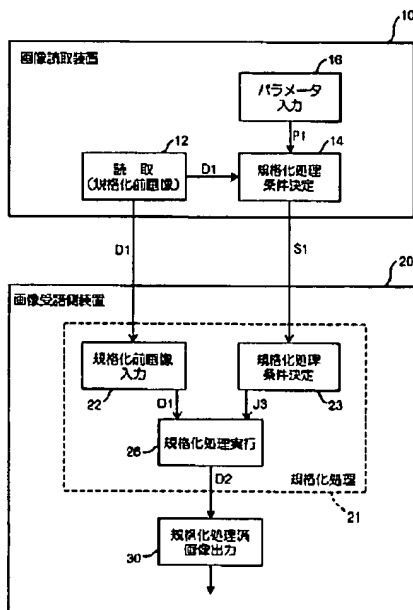 10
画像読取装置
16
パラメータ
入力
P1
12
14
読 取
(規格化前画像)
D1
規格化処理
条件決定
D1
S1
20
画像受諾側装置
規格化前画像
入力
規格化処理
条件決定
22
D1
J3
23
規格化処理実行
26
D2
規格化処理
21
規格化処理済
画像出力
30